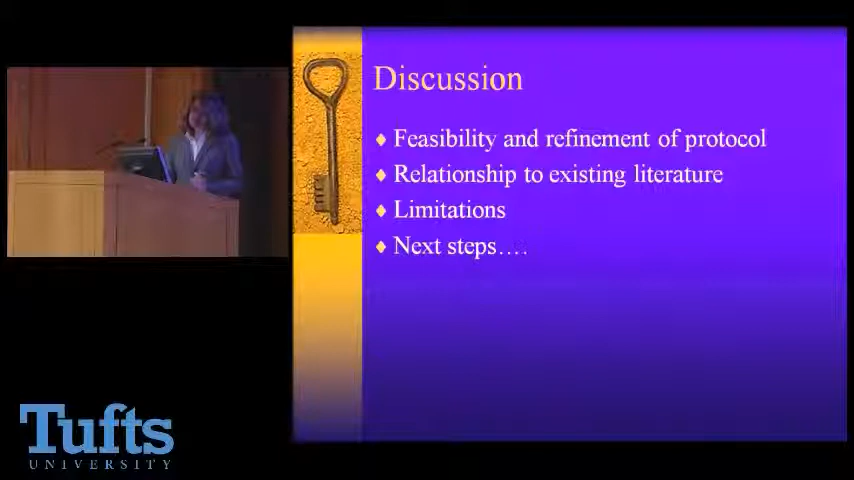 Discussion
Feasibility and refinement of protocol
Relationship to existing literature
Limitations
Next steps….
Tufts
UNIVERSITY